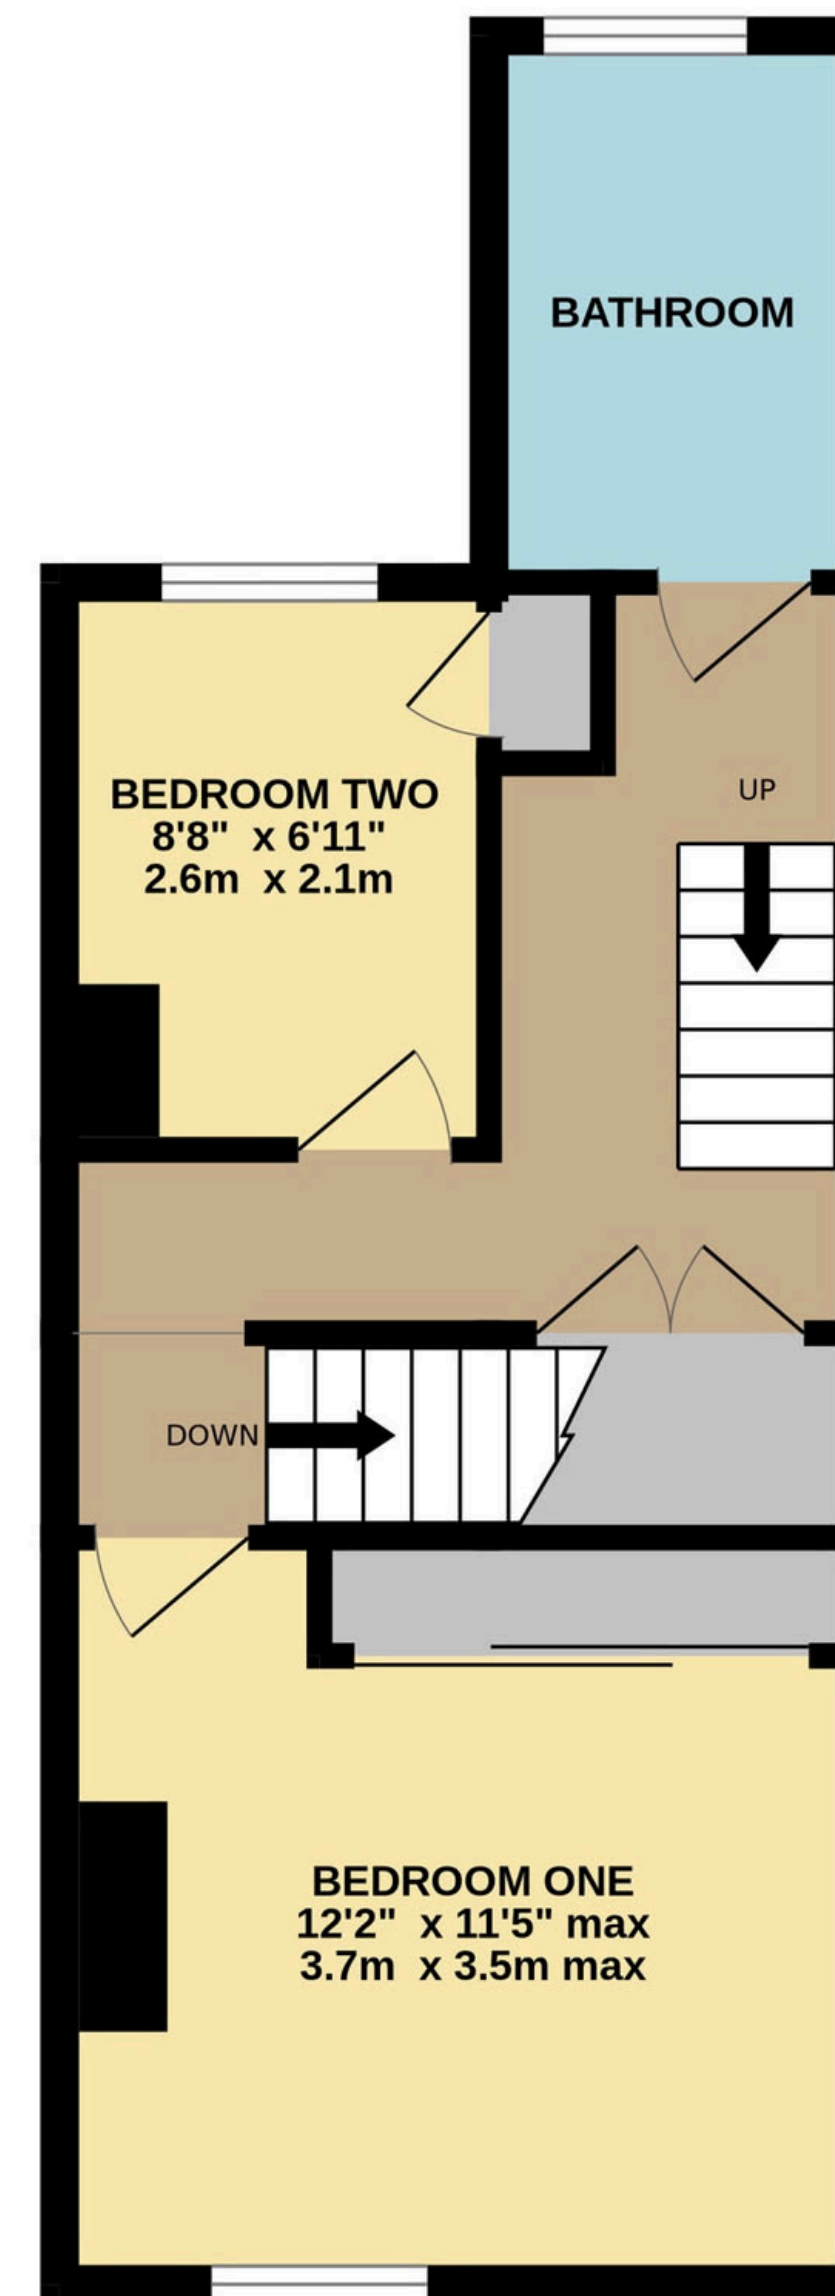 BATHROOM
BEDROOM TWO
8'8" x 6'11"
2.6m x 2.1m
UP
DOWN
BEDROOM ONE
12'2" x 11'5" max
3.7m x 3.5m max